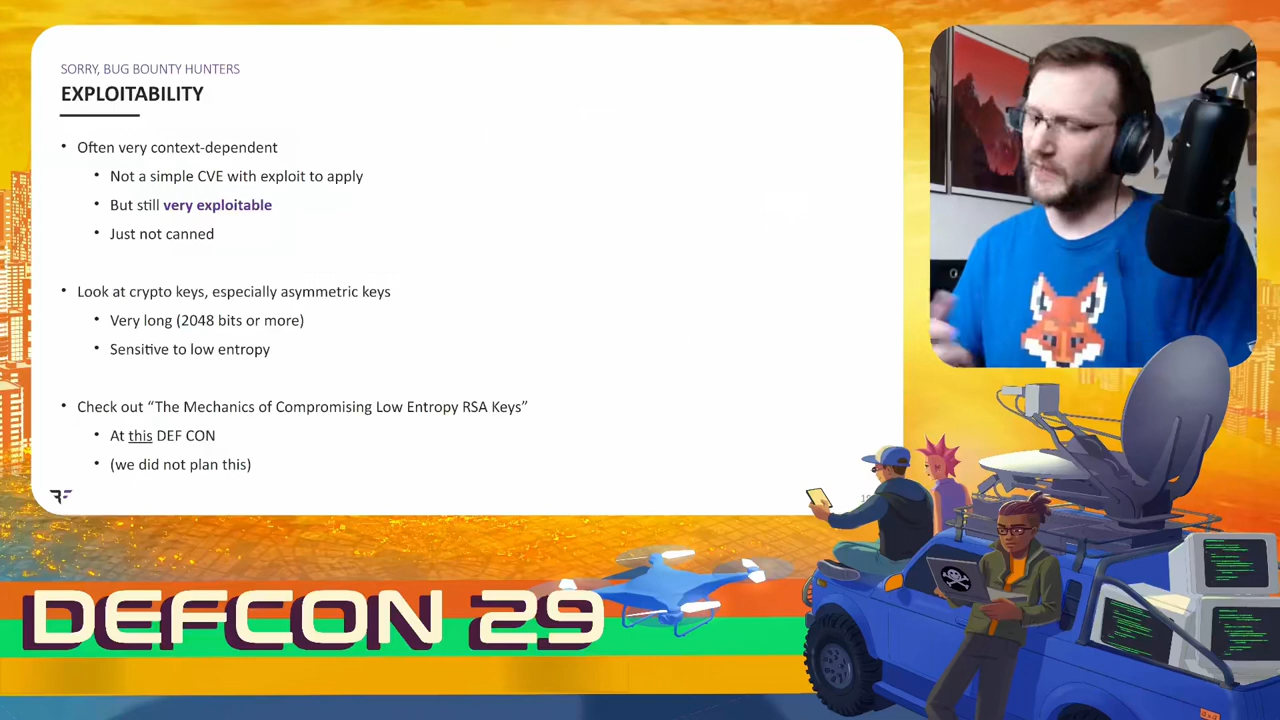 SORRY, BUG BOUNTY HUNTERS
EXPLOITABILITY
• Often very context-dependent
• Not a simple CVE with exploit to apply
• But still very exploitable
• Just not canned
• Look at crypto keys, especially asymmetric keys
• Very long (2048 bits or more)
• Sensitive to low entropy
• Check out “The Mechanics of Compromising Low Entropy RSA Keys”
• At this DEF CON
• (we did not plan this)
DEFCON 29